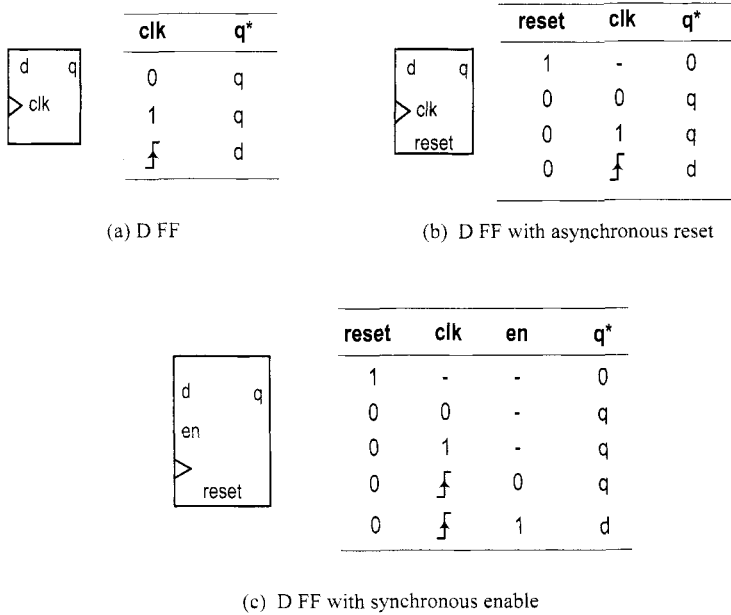 clk q*
d q
clk
0 q
1 q
d
(a) D FF
reset clk q*
d q
clk
reset
1 - 0
0 0 q
0 1 q
0 d
(b) D FF with asynchronous reset
reset clk en q*
d q
en
reset
1 - - 0
0 0 - q
0 1 - q
0 0 q
0 1 d
(c) D FF with synchronous enable